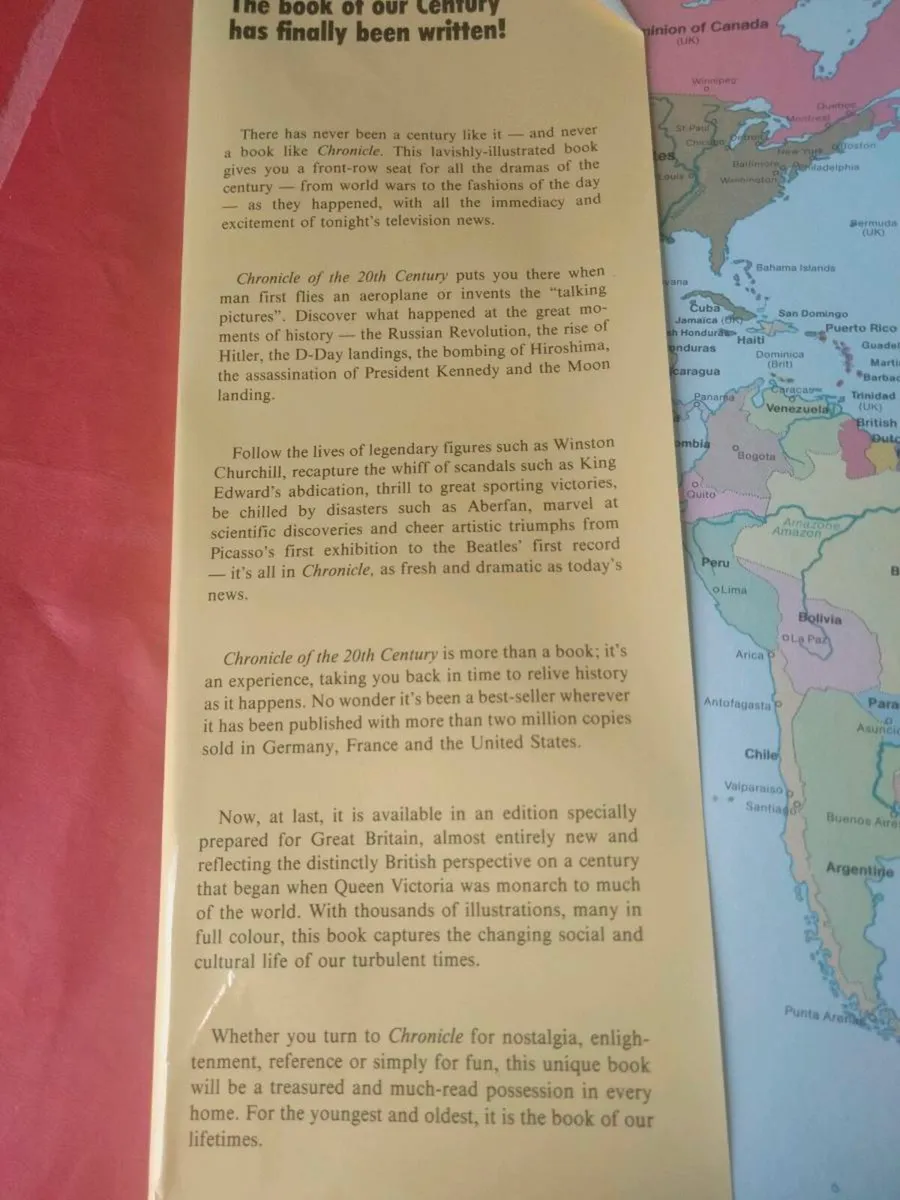 The book of our Century
has finally been written!
There has never been a century like it — and never
a book like Chronicle. This lavishly-illustrated book
gives you a front-row seat for all the dramas of the
century — from world wars to the fashions of the day
— as they happened, with all the immediacy and
excitement of tonight's television news.
Chronicle of the 20th Century puts you there when
man first flies an aeroplane or invents the "talking
pictures". Discover what happened at the great mo-
ments of history — the Russian Revolution, the rise of
Hitler, the D-Day landings, the bombing of Hiroshima,
the assassination of President Kennedy and the Moon
landing.
Follow the lives of legendary figures such as Winston
Churchill, recapture the whiff of scandals such as King
Edward's abdication, thrill to great sporting victories,
be chilled by disasters such as Aberfan, marvel at
scientific discoveries and cheer artistic triumphs from
Picasso's first exhibition to the Beatles' first record
— it's all in Chronicle, as fresh and dramatic as today's
news.
Chronicle of the 20th Century is more than a book; it's
an experience, taking you back in time to relive history
as it happens. No wonder it's been a best-seller wherever
it has been published with more than two million copies
sold in Germany, France and the United States.
Now, at last, it is available in an edition specially
prepared for Great Britain, almost entirely new and
reflecting the distinctly British perspective on a century
that began when Queen Victoria was monarch to much
of the world. With thousands of illustrations, many in
full colour, this book captures the changing social and
cultural life of our turbulent times.
Whether you turn to Chronicle for nostalgia, enligh-
tenment, reference or simply for fun, this unique book
will be a treasured and much-read possession in every
home. For the youngest and oldest, it is the book of our
lifetimes.
inion of Canada
(UK)
Winnipeg
Quebec
Montreal
St.Paul
Chicago
Detroit
New York
Boston
Baltimore
Philadelphia
Louis
Washington
Bermuda
(UK)
Bahama Islands
vana
Cuba
Jamaica (UK)
San Domingo
h Honduras
Haiti
Puerto Rico
onduras
Dominica
(Brit)
Guadel
Marti
caragua
Barbad
Caracas
Trinidad
(UK)
Panama
Venezuela
British
Dutc
ombia
Bogota
Quito
Amazone
Amazon
Peru
B
Lima
Bolivia
La Paz
Arica
Antofagasta
Para
Asunció
Chile
Valparaiso
Santiago
Buenos Aire
Argentine
Punta Arenas